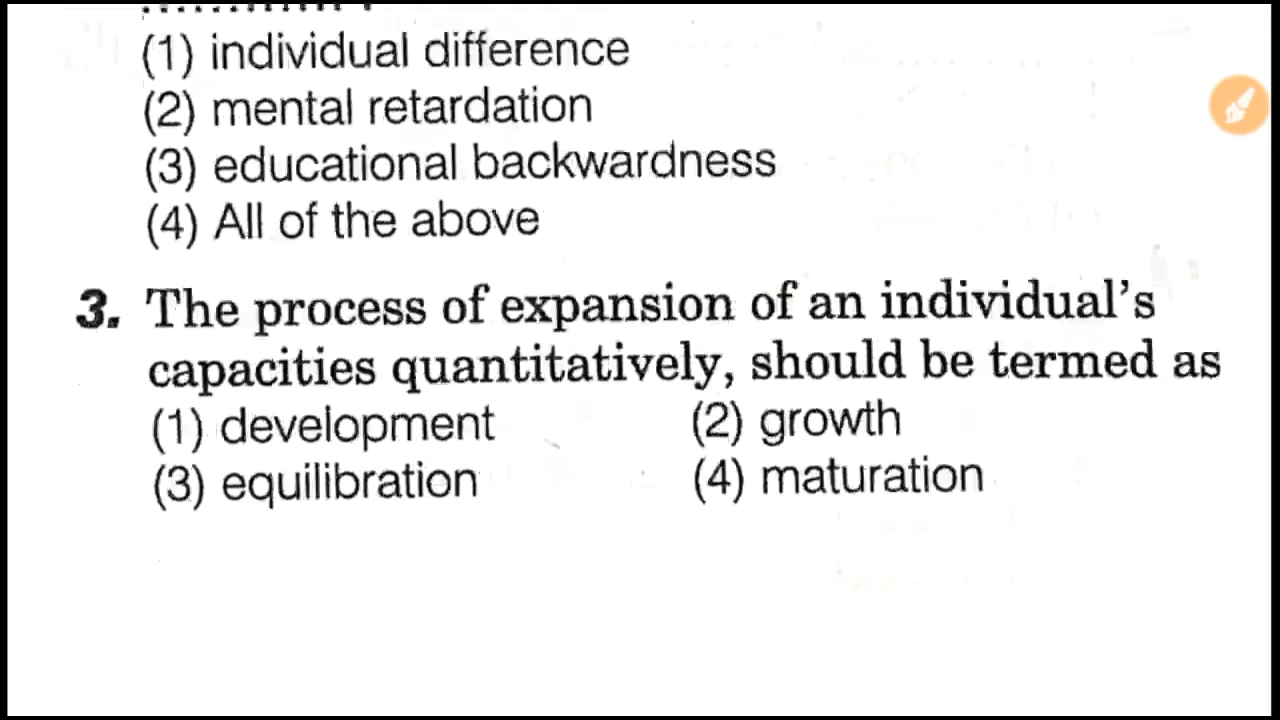 (1) individual difference
(2) mental retardation
(3) educational backwardness
(4) All of the above
3. The process of expansion of an individual's
capacities quantitatively, should be termed as
(1) development (2) growth
(3) equilibration (4) maturation